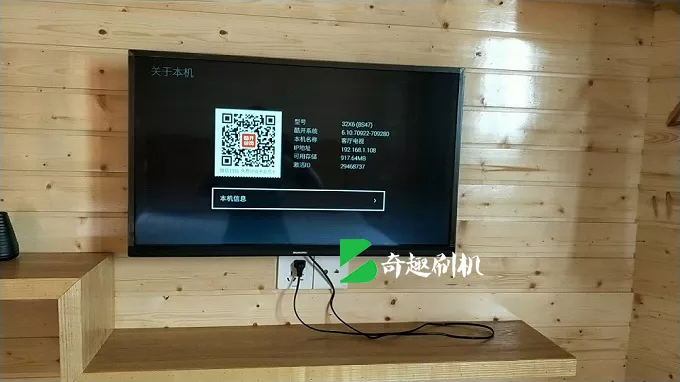 关于本机
型号 32X6 (8S47)
酷开系统 6.10.70922-709280
本机名称 客厅电视
IP地址 192.168.1.108
可用存储 917.64MB
激活ID 29468737
本机信息 >
奇趣刷机